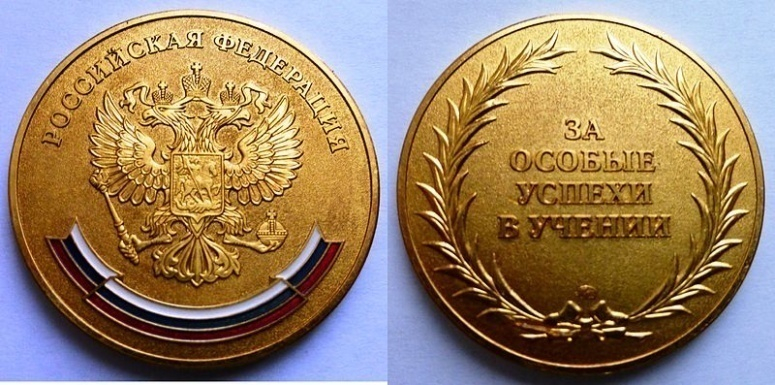 РОССИЙСКАЯ ФЕДЕРАЦИЯ
ЗА
ОСОБЫЕ
УСПЕХИ
В УЧЕНИИ